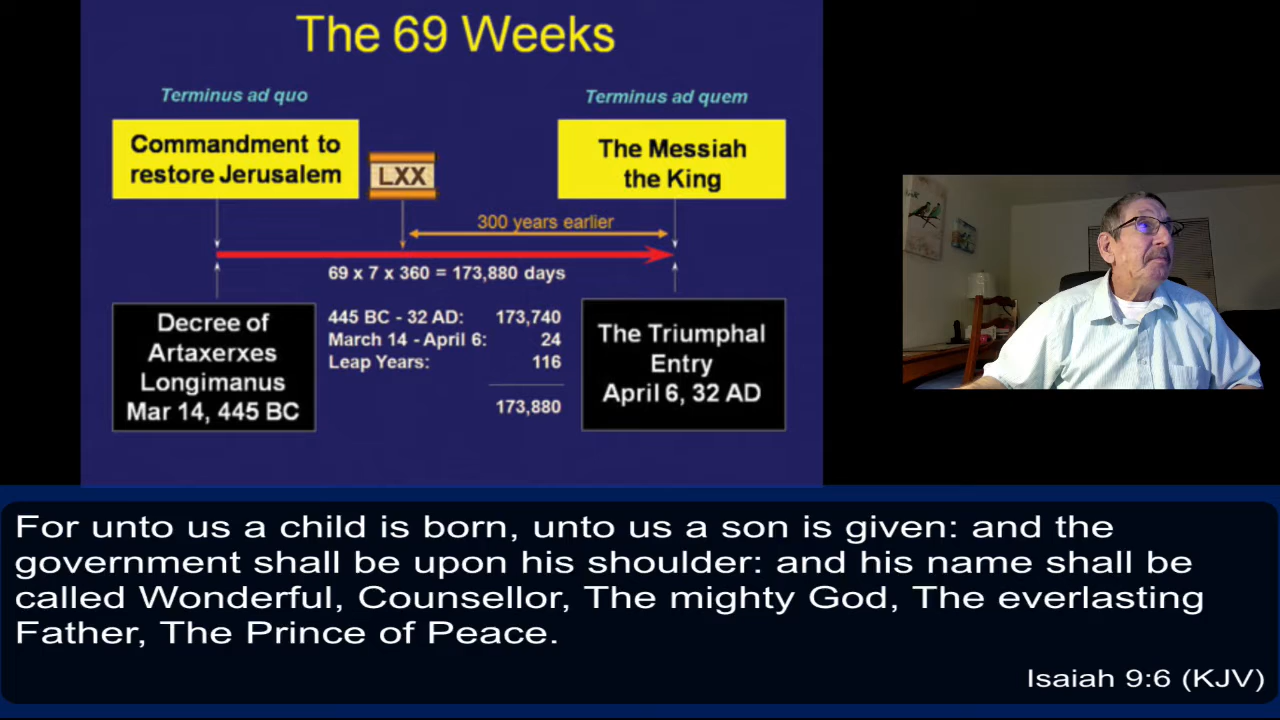 The 69 Weeks
Terminus ad quo
Terminus ad quem
Commandment to
restore Jerusalem
LXX
The Messiah
the King
300 years earlier
69 x 7 x 360 = 173,880 days
Decree of
Artaxerxes
Longimanus
Mar 14, 445 BC
445 BC - 32 AD: 173,740
March 14 - April 6: 24
Leap Years: 116
173,880
The Triumphal
Entry
April 6, 32 AD
For unto us a child is born, unto us a son is given: and the
government shall be upon his shoulder: and his name shall be
called Wonderful, Counsellor, The mighty God, The everlasting
Father, The Prince of Peace.
Isaiah 9:6 (KJV)